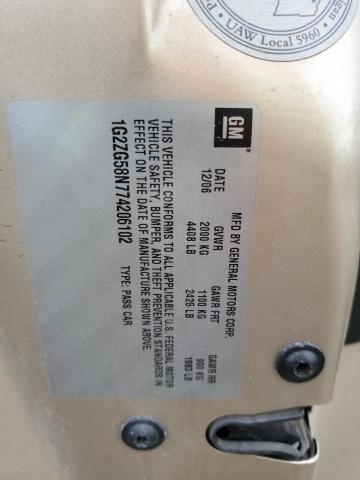 GM
MFD BY GENERAL MOTORS CORP.
DATE GVWR GAWR FRT GAWR RR
12/06 2000 KG 1100 KG 900 KG
4408 LB 2425 LB 1983 LB
THIS VEHICLE CONFORMS TO ALL APPLICABLE U.S. FEDERAL MOTOR
VEHICLE SAFETY, BUMPER, AND THEFT PREVENTION STANDARDS IN
EFFECT ON THE DATE OF MANUFACTURE SHOWN ABOVE.
1G2ZG58N774206102 TYPE: PASS CAR
UAW Local 5960